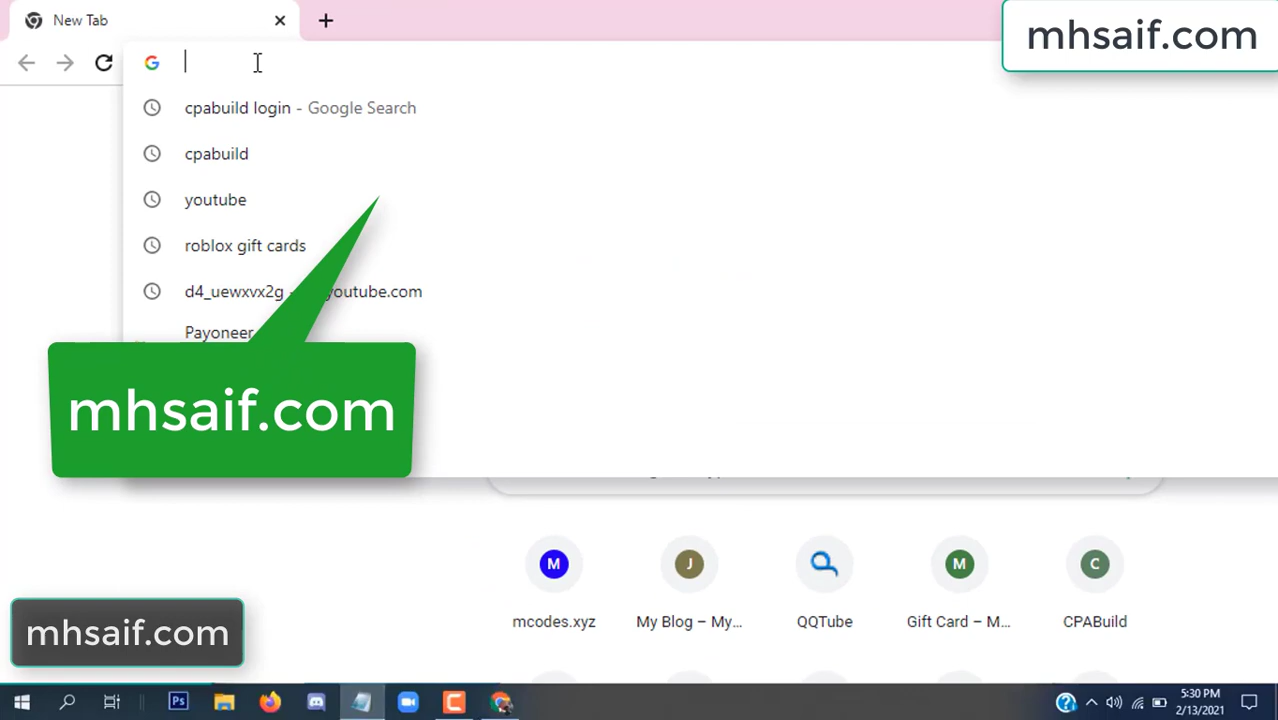 New Tab
mhsaif.com
cpabuild login - Google Search
cpabuild
youtube
roblox gift cards
d4_uewxvx2g - youtube.com
Payoneer
mhsaif.com
M
J
M
C
mcodes.xyz
My Blog – My...
QQTube
Gift Card – M...
CPABuild
mhsaif.com
Ps
5:30 PM
2/13/2021